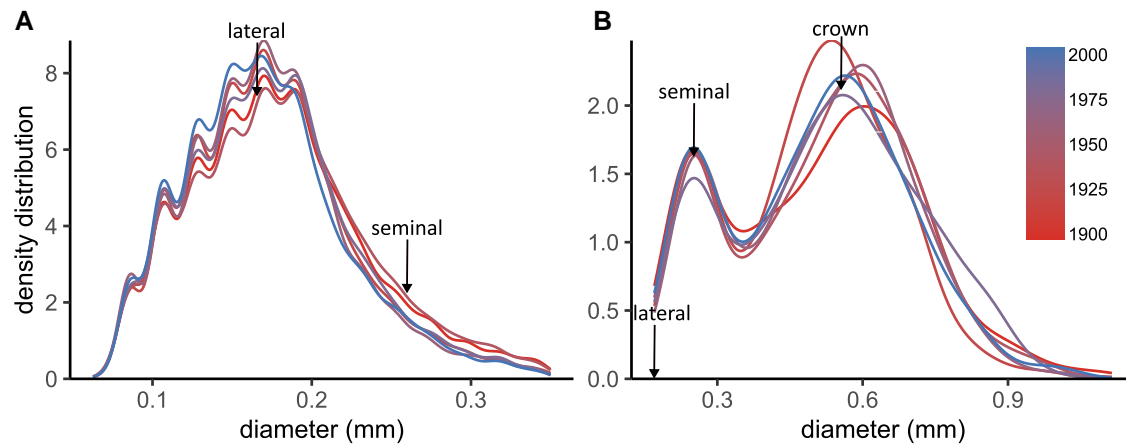 A
lateral
seminal
density distribution
8
6
4
2
0
0.1
0.2
0.3
diameter (mm)
B
crown
seminal
lateral
2.0
1.5
1.0
0.5
0.0
0.3
0.6
0.9
diameter (mm)
2000
1975
1950
1925
1900